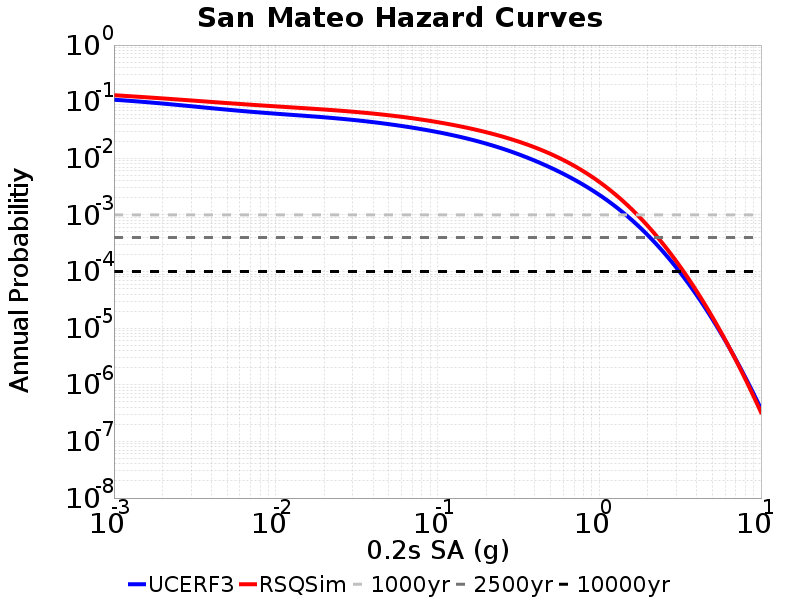 San Mateo Hazard Curves
Annual Probabilitiy
10^0
10^-1
10^-2
10^-3
10^-4
10^-5
10^-6
10^-7
10^-8
10^-3 10^-2 10^-1 10^0 10^1
0.2s SA (g)
UCERF3 RSQSim 1000yr 2500yr 10000yr